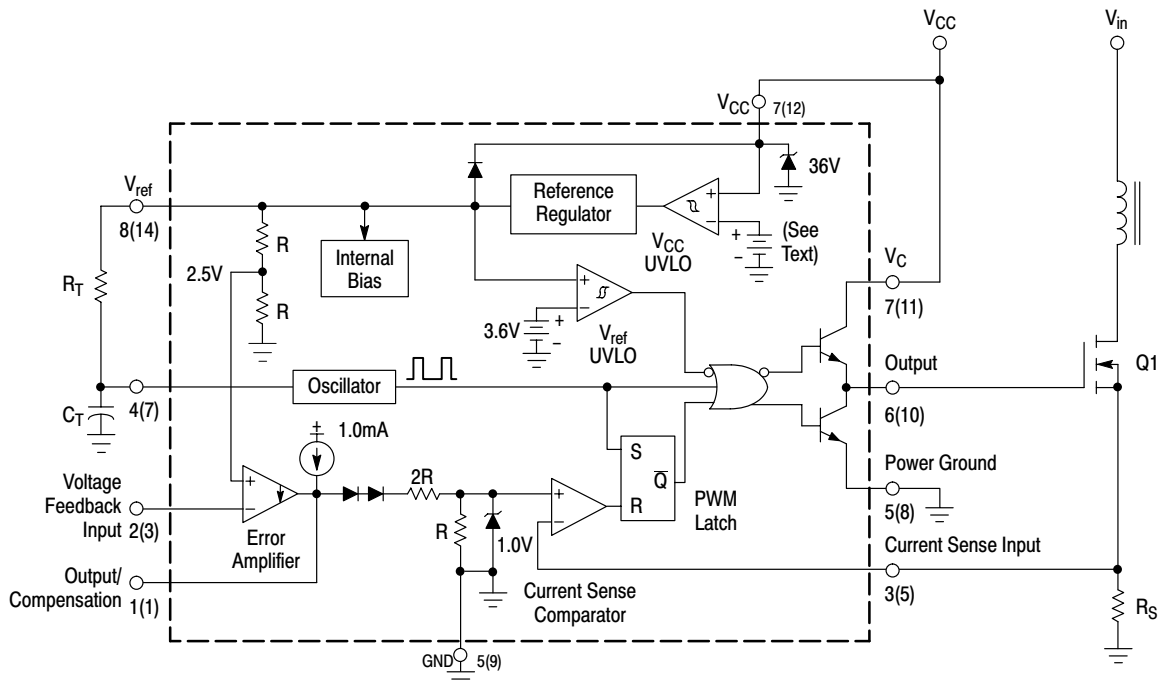 VCC
Vin
VCC 7(12)
36V
Vref
8(14)
Reference
Regulator
+
−
(See
Text)
+
−
VCC
UVLO
R
Internal
Bias
2.5V
R
RT
+
−
3.6V
+
−
Vref
UVLO
VC
7(11)
Q1
Oscillator
Output
6(10)
CT
4(7)
+
1.0mA
S
Q
R
PWM
Latch
2R
R
1.0V
+
−
Voltage
Feedback
Input 2(3)
+
−
Error
Amplifier
Power Ground
5(8)
Current Sense Input
3(5)
Output/
Compensation 1(1)
Current Sense
Comparator
RS
GND 5(9)